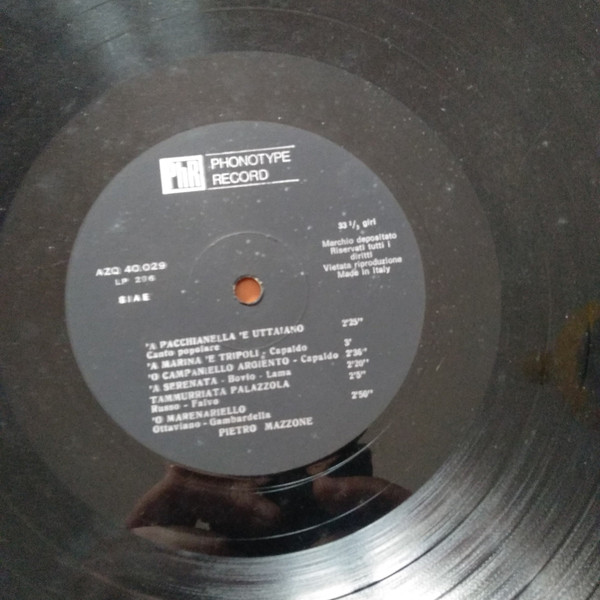 PhR PHONOTYPE
RECORD
33 1/3 giri
Marchio depositato
Riservati tutti i
diritti
Vietata riproduzione
Made in Italy
AZQ 40.029
LP 296
SIAE
'A PACCHIANELLA 'E UTTAIANO 2'25"
Canto popolare
'A MARINA 'E TRIPOLI - Capaldo 3'
'O CAMPANIELLO ARGIENTO - Capaldo 2'36"
'A SERENATA - Bovio - Lama 2'20"
TAMMURRIATA PALAZZOLA 2'5"
Russo - Falvo
'O MARENARIELLO 2'50"
Ottaviano - Gambardella
PIETRO MAZZONE